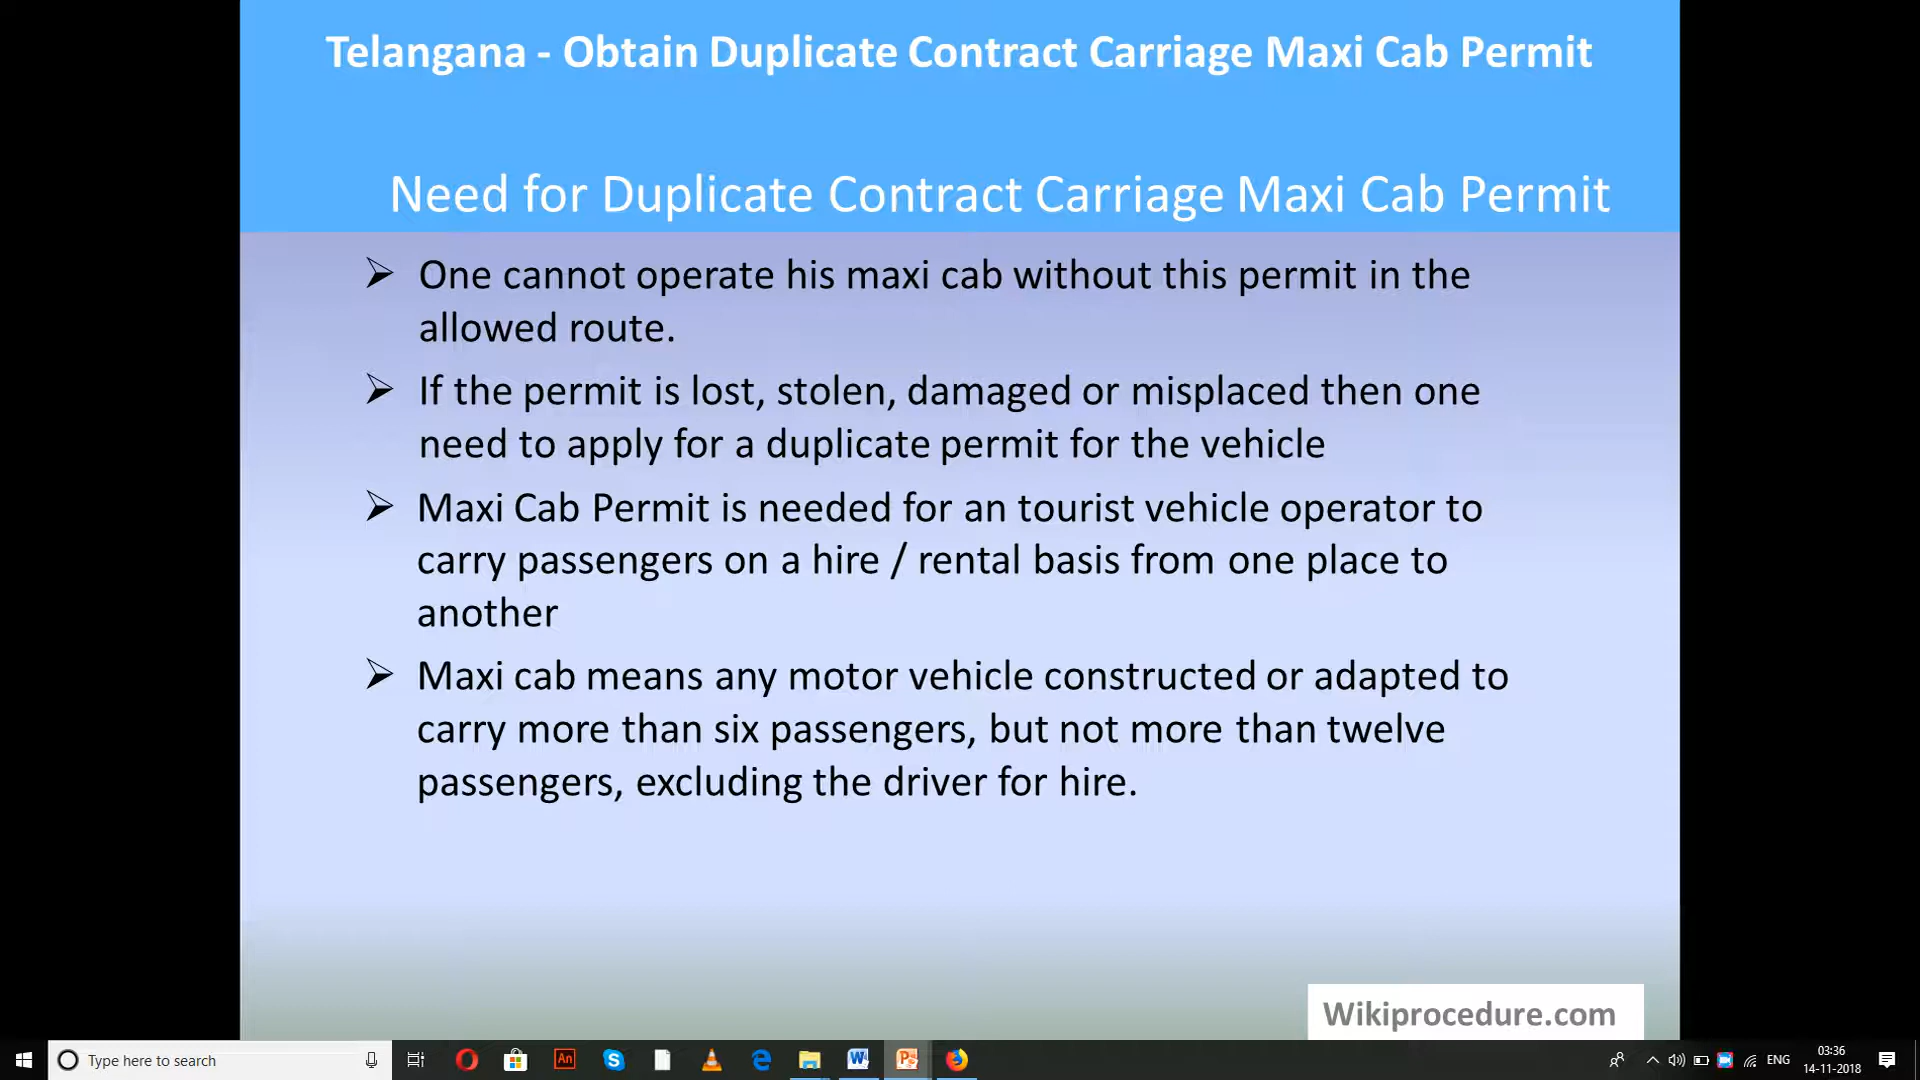 Telangana - Obtain Duplicate Contract Carriage Maxi Cab Permit
Need for Duplicate Contract Carriage Maxi Cab Permit
➢ One cannot operate his maxi cab without this permit in the
allowed route.
➢ If the permit is lost, stolen, damaged or misplaced then one
need to apply for a duplicate permit for the vehicle
➢ Maxi Cab Permit is needed for an tourist vehicle operator to
carry passengers on a hire / rental basis from one place to
another
➢ Maxi cab means any motor vehicle constructed or adapted to
carry more than six passengers, but not more than twelve
passengers, excluding the driver for hire.
Wikiprocedure.com
Type here to search
An
ENG
03:36
14-11-2018